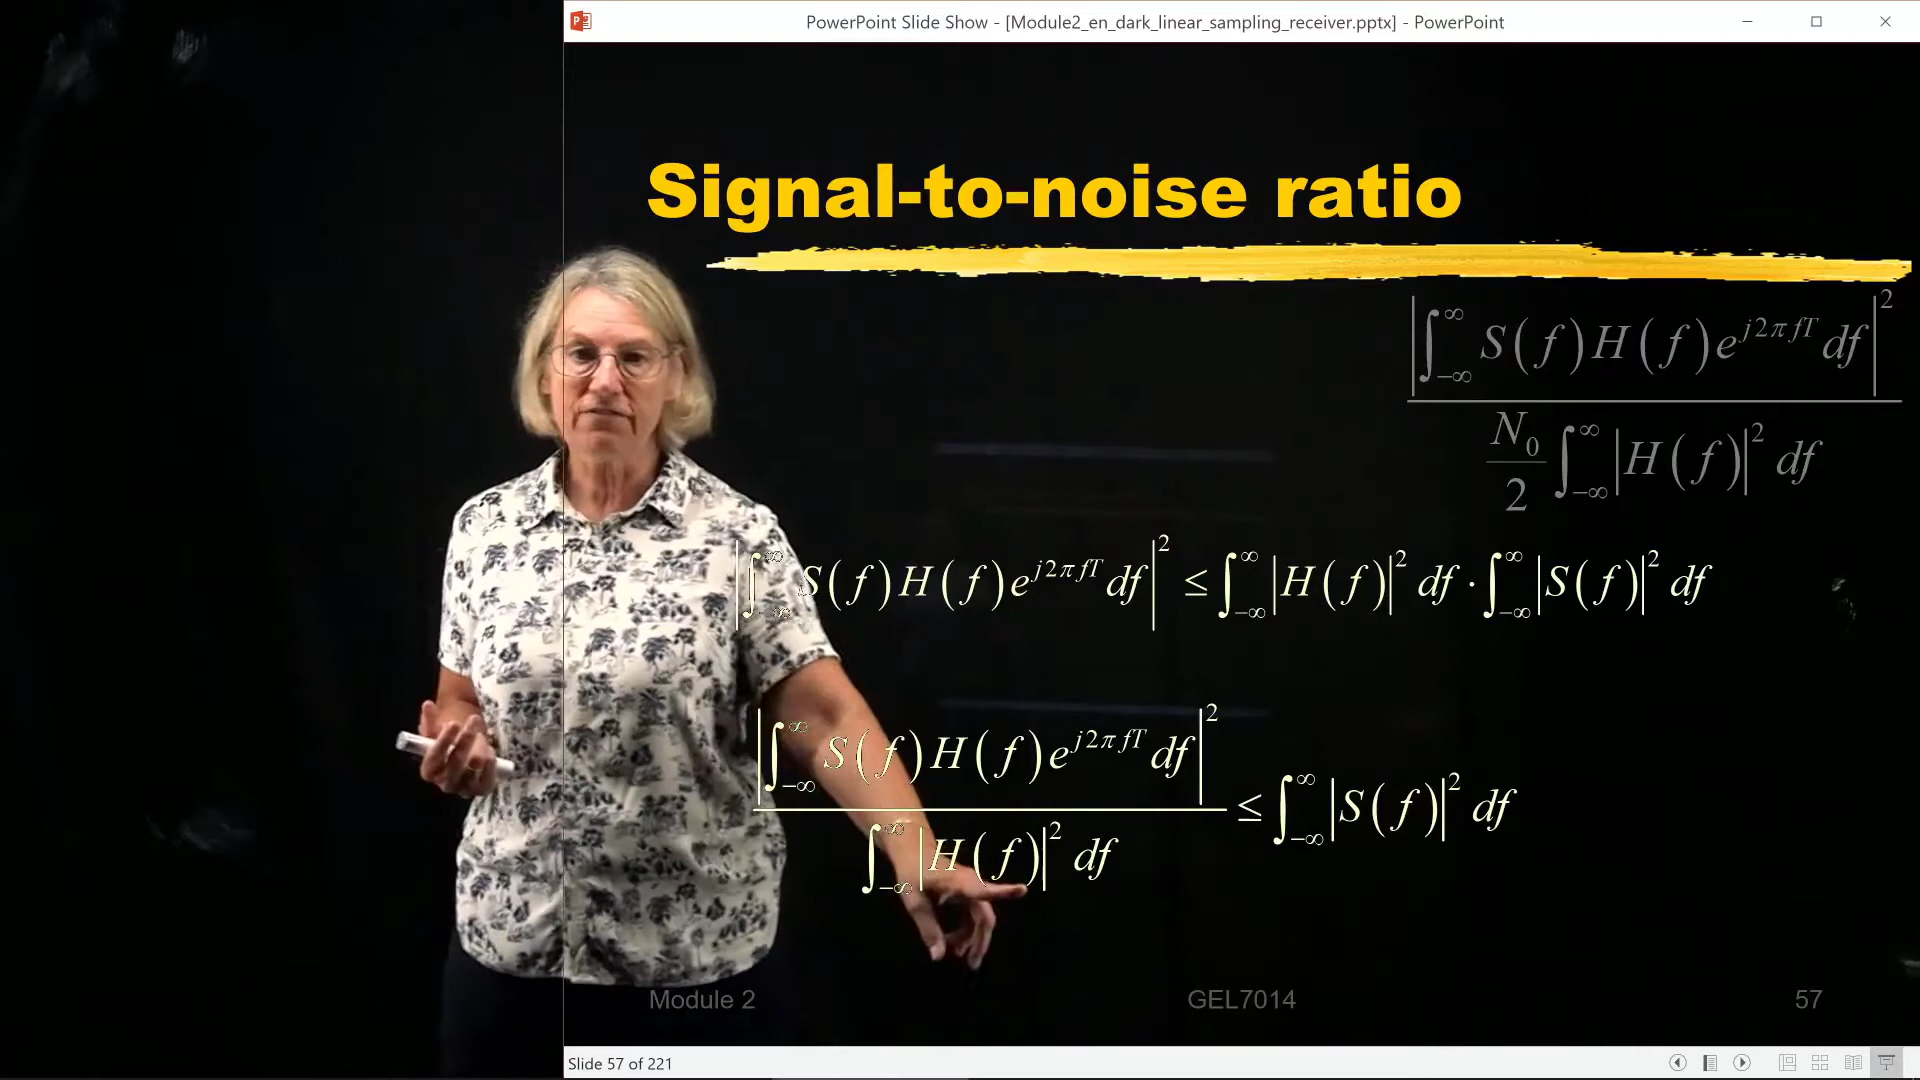 PowerPoint Slide Show - [Module2_en_dark_linear_sampling_receiver.pptx] - PowerPoint
Signal-to-noise ratio
|∫_{-∞}^{∞} S(f)H(f)e^{j2πfT} df|^2
N_0/2 ∫_{-∞}^{∞} |H(f)|^2 df
|∫_{-∞}^{∞} S(f)H(f)e^{j2πfT} df|^2 ≤ ∫_{-∞}^{∞} |H(f)|^2 df · ∫_{-∞}^{∞} |S(f)|^2 df
|∫_{-∞}^{∞} S(f)H(f)e^{j2πfT} df|^2
∫_{-∞}^{∞} |H(f)|^2 df
≤ ∫_{-∞}^{∞} |S(f)|^2 df
Module 2 GEL7014 57
Slide 57 of 221